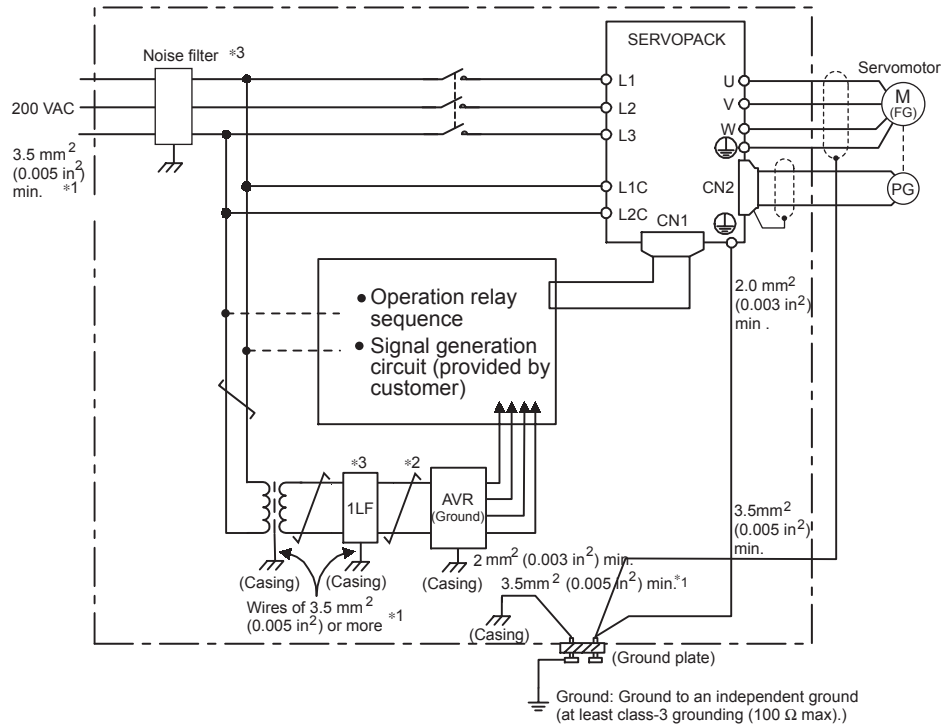 Noise filter *3
SERVOPACK
Servomotor
200 VAC
L1
L2
L3
U
V
W
M
(FG)
3.5 mm²
(0.005 in²)
min. *1
L1C
L2C
CN2
PG
CN1
• Operation relay
sequence
• Signal generation
circuit (provided by
customer)
2.0 mm²
(0.003 in²)
min .
*3
*2
1LF
AVR
(Ground)
3.5mm²
(0.005 in²)
min.
2 mm² (0.003 in²) min.
(Casing)
(Casing)
(Casing)
3.5mm² (0.005 in²) min.*1
Wires of 3.5 mm²
(0.005 in²) or more *1
(Casing)
(Ground plate)
Ground: Ground to an independent ground
(at least class-3 grounding (100 Ω max).)